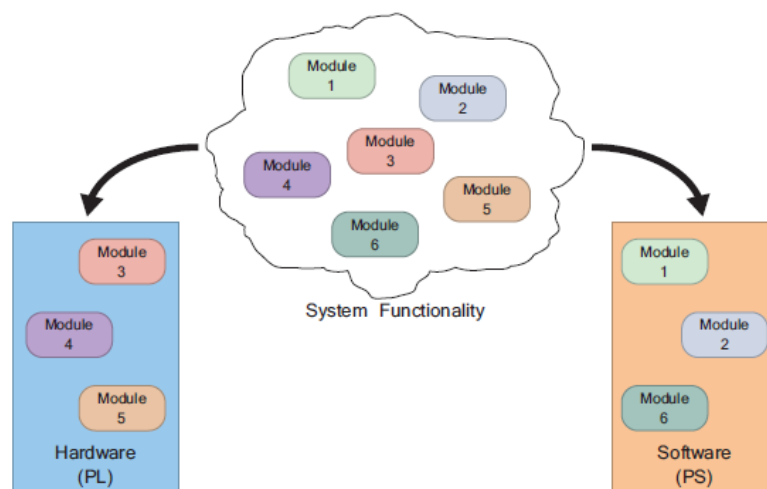 Module
1
Module
2
Module
3
Module
4
Module
5
Module
6
System Functionality
Module
3
Module
4
Module
5
Hardware
(PL)
Module
1
Module
2
Module
6
Software
(PS)